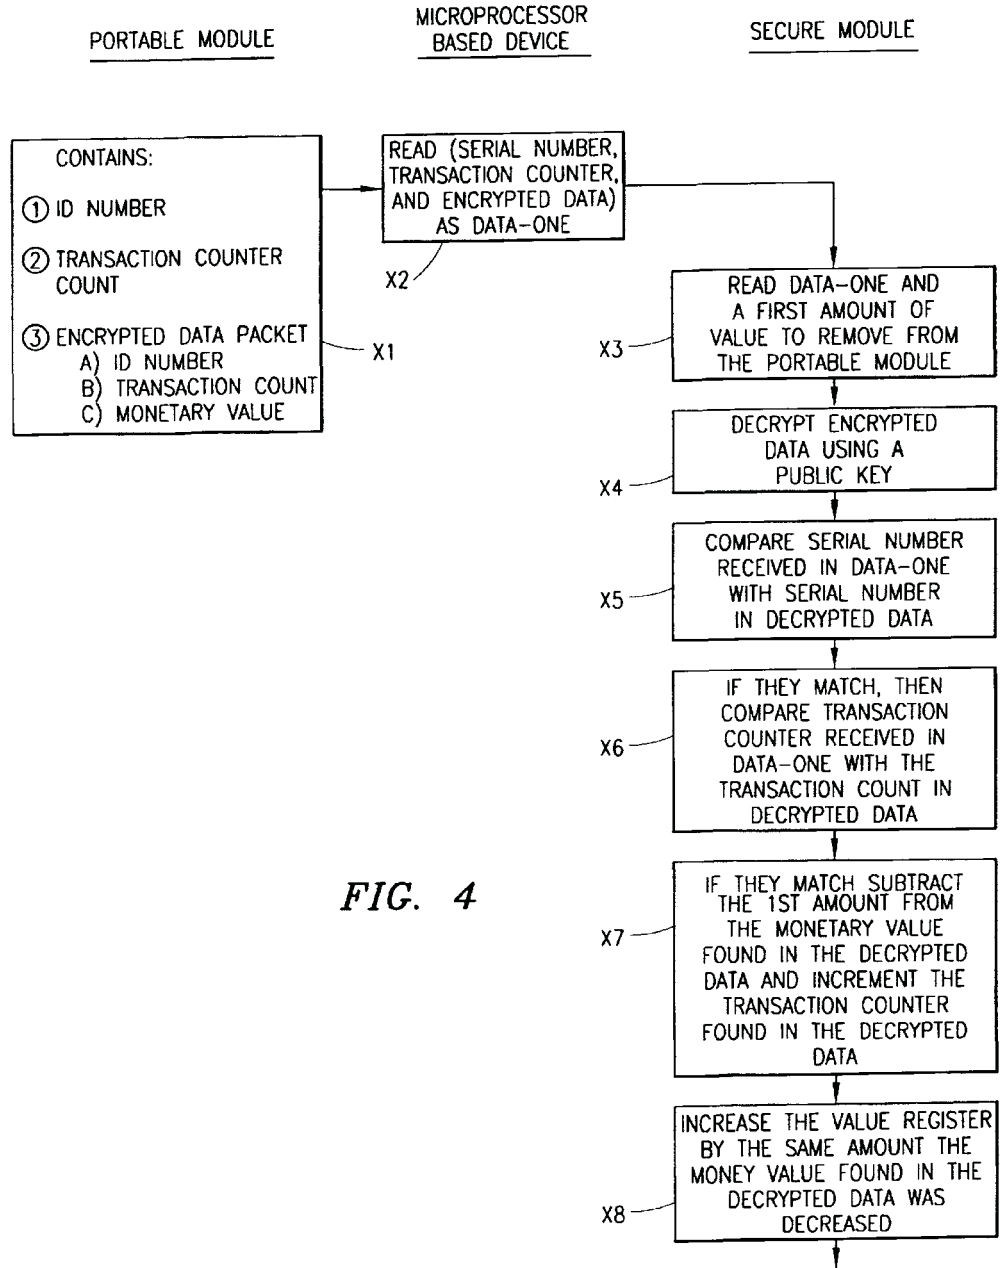 PORTABLE MODULE
MICROPROCESSOR
BASED DEVICE
SECURE MODULE
CONTAINS:
① ID NUMBER
② TRANSACTION COUNTER
COUNT
③ ENCRYPTED DATA PACKET
A) ID NUMBER
B) TRANSACTION COUNT
C) MONETARY VALUE
X1
READ (SERIAL NUMBER,
TRANSACTION COUNTER,
AND ENCRYPTED DATA)
AS DATA-ONE
X2
READ DATA-ONE AND
A FIRST AMOUNT OF
VALUE TO REMOVE FROM
THE PORTABLE MODULE
X3
DECRYPT ENCRYPTED
DATA USING A
PUBLIC KEY
X4
COMPARE SERIAL NUMBER
RECEIVED IN DATA-ONE
WITH SERIAL NUMBER
IN DECRYPTED DATA
X5
IF THEY MATCH, THEN
COMPARE TRANSACTION
COUNTER RECEIVED IN
DATA-ONE WITH THE
TRANSACTION COUNT IN
DECRYPTED DATA
X6
FIG. 4
IF THEY MATCH SUBTRACT
THE 1ST AMOUNT FROM
THE MONETARY VALUE
FOUND IN THE DECRYPTED
DATA AND INCREMENT THE
TRANSACTION COUNTER
FOUND IN THE DECRYPTED
DATA
X7
INCREASE THE VALUE REGISTER
BY THE SAME AMOUNT THE
MONEY VALUE FOUND IN THE
DECRYPTED DATA WAS
DECREASED
X8